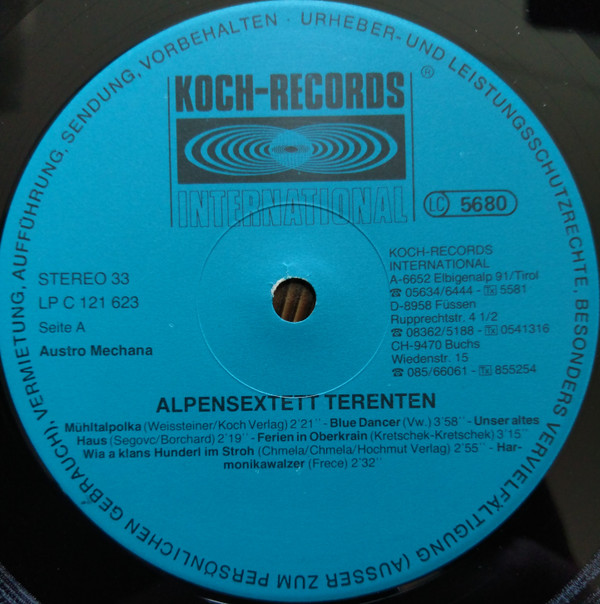 URHEBER- UND LEISTUNGSSCHUTZRECHTE, BESONDERS VERVIELFÄLTIGUNG (AUSSER ZUM PERSÖNLICHEN GEBRAUCH), VERMIETUNG, AUFFÜHRUNG, SENDUNG, VORBEHALTEN ·
KOCH-RECORDS
®
INTERNATIONAL
LC 5680
STEREO 33
LP C 121 623
Seite A
Austro Mechana
KOCH-RECORDS
INTERNATIONAL
A-6652 Elbigenalp 91/Tirol
☎ 05634/6444 - Tx 5581
D-8958 Füssen
Rupprechtstr. 4 1/2
☎ 08362/5188 - Tx 0541316
CH-9470 Buchs
Wiedenstr. 15
☎ 085/66061 - Tx 855254
ALPENSEXTETT TERENTEN
Mühltalpolka (Weissteiner/Koch Verlag) 2'21'' - Blue Dancer (Vw.) 3'58'' - Unser altes
Haus (Segovc/Borchard) 2'19'' - Ferien in Oberkrain (Kretschek-Kretschek) 3'15''
Wia a klans Hunderl im Stroh (Chmela/Chmela/Hochmut Verlag) 2'55'' - Har-
monikawalzer (Frece) 2'32''